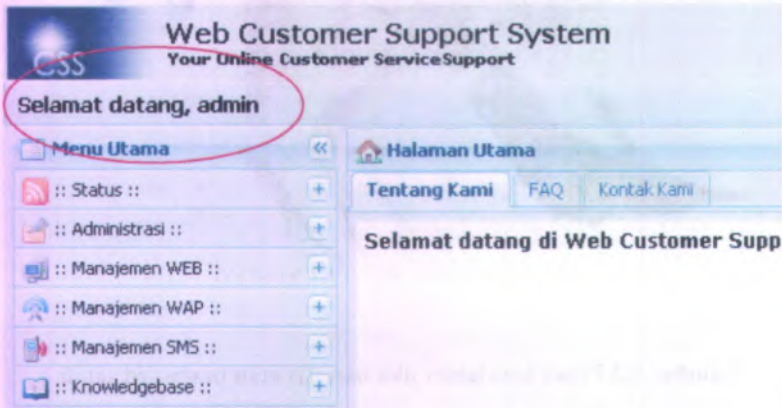 Web Customer Support System
CSS
Your Online Customer ServiceSupport
Selamat datang, admin
Menu Utama
:: Status ::
:: Administrasi ::
:: Manajemen WEB ::
:: Manajemen WAP ::
:: Manajemen SMS ::
:: Knowledgebase ::
Halaman Utama
Tentang Kami FAQ Kontak Kami
Selamat datang di Web Customer Supp